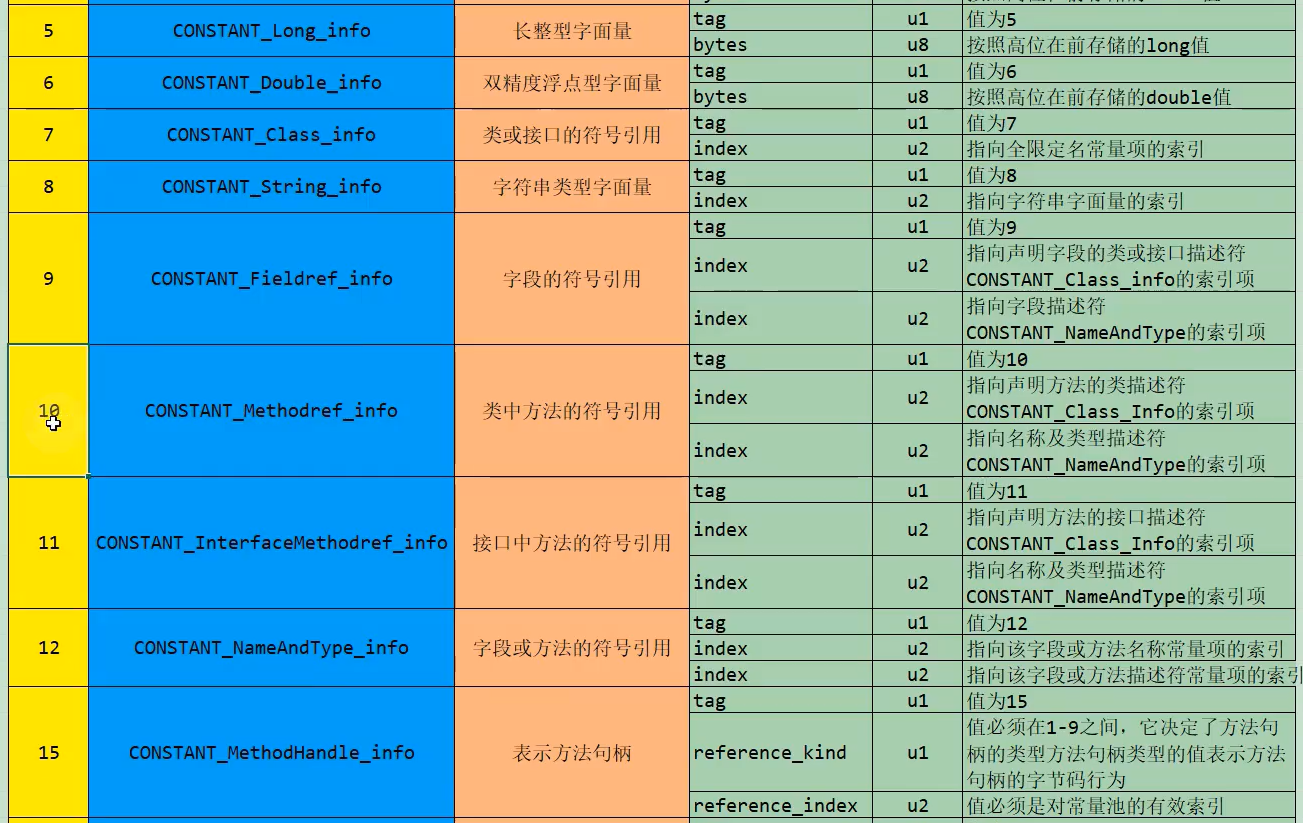 5 CONSTANT_Long_info 长整型字面量 tag u1 值为5
bytes u8 按照高位在前存储的long值
6 CONSTANT_Double_info 双精度浮点型字面量 tag u1 值为6
bytes u8 按照高位在前存储的double值
7 CONSTANT_Class_info 类或接口的符号引用 tag u1 值为7
index u2 指向全限定名常量项的索引
8 CONSTANT_String_info 字符串类型字面量 tag u1 值为8
index u2 指向字符串字面量的索引
9 CONSTANT_Fieldref_info 字段的符号引用 tag u1 值为9
index u2 指向声明字段的类或接口描述符
CONSTANT_Class_info的索引项
index u2 指向字段描述符
CONSTANT_NameAndType的索引项
10 CONSTANT_Methodref_info 类中方法的符号引用 tag u1 值为10
index u2 指向声明方法的类描述符
CONSTANT_Class_Info的索引项
index u2 指向名称及类型描述符
CONSTANT_NameAndType的索引项
11 CONSTANT_InterfaceMethodref_info 接口中方法的符号引用 tag u1 值为11
index u2 指向声明方法的接口描述符
CONSTANT_Class_Info的索引项
index u2 指向名称及类型描述符
CONSTANT_NameAndType的索引项
12 CONSTANT_NameAndType_info 字段或方法的符号引用 tag u1 值为12
index u2 指向该字段或方法名称常量项的索引
index u2 指向该字段或方法描述符常量项的索引
15 CONSTANT_MethodHandle_info 表示方法句柄 tag u1 值为15
reference_kind u1 值必须在1-9之间，它决定了方法句
柄的类型方法句柄类型的值表示方法
句柄的字节码行为
reference_index u2 值必须是对常量池的有效索引